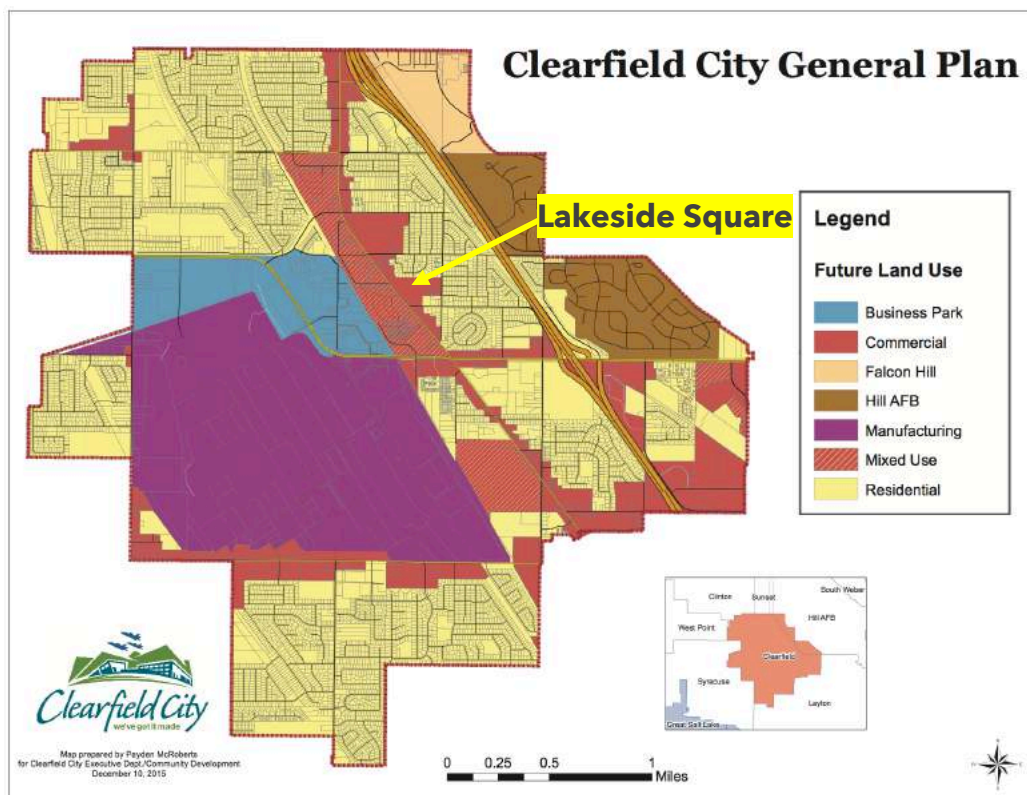 Clearfield City General Plan
Lakeside Square
Legend
Future Land Use
Business Park
Commercial
Falcon Hill
Hill AFB
Manufacturing
Mixed Use
Residential
Clinton
Sunset
South Weber
Hill AFB
West Point
Clearfield
Syracuse
Layton
Great Salt Lake
Clearfield City
we've got it made
Map prepared by Payden McRoberts
for Clearfield City Executive Dept./Community Development
December 10, 2015
0 0.25 0.5 1
Miles